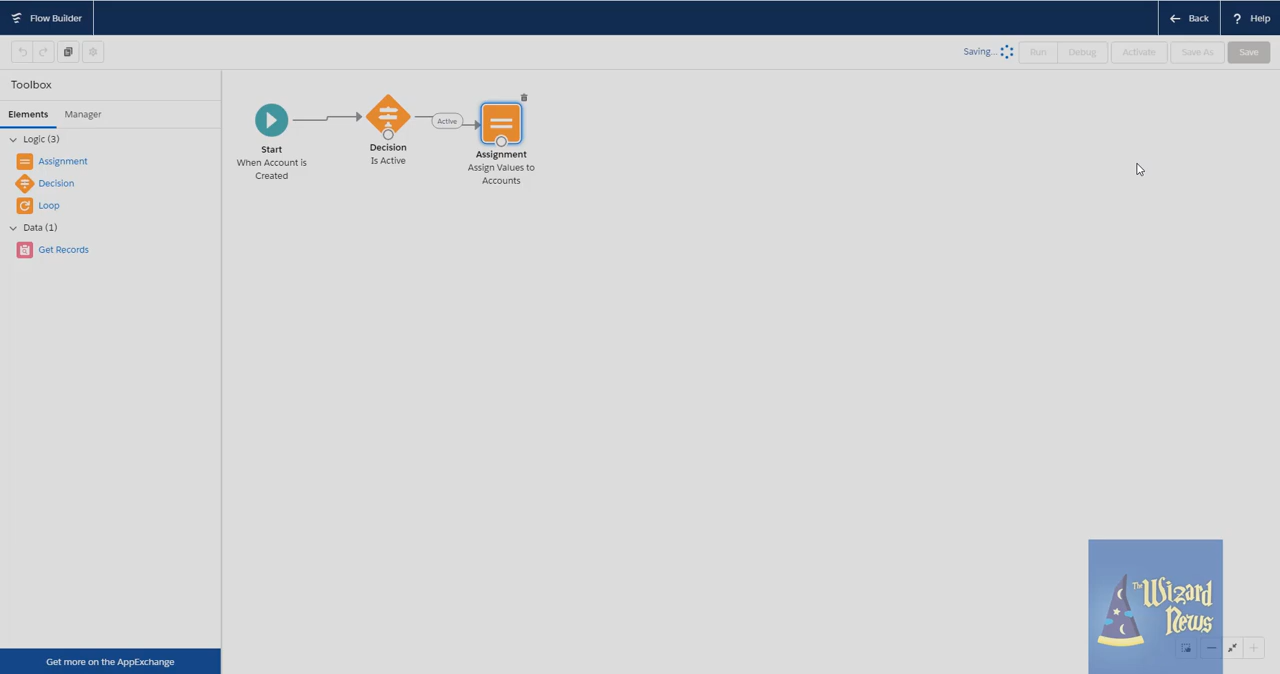 Flow Builder
Back
? Help
Saving...
Run
Debug
Activate
Save As
Save
Toolbox
Elements
Manager
Logic (3)
Assignment
Decision
Loop
Data (1)
Get Records
Start
When Account is
Created
Decision
Is Active
Active
Assignment
Assign Values to
Accounts
The
Wizard
News
Get more on the AppExchange